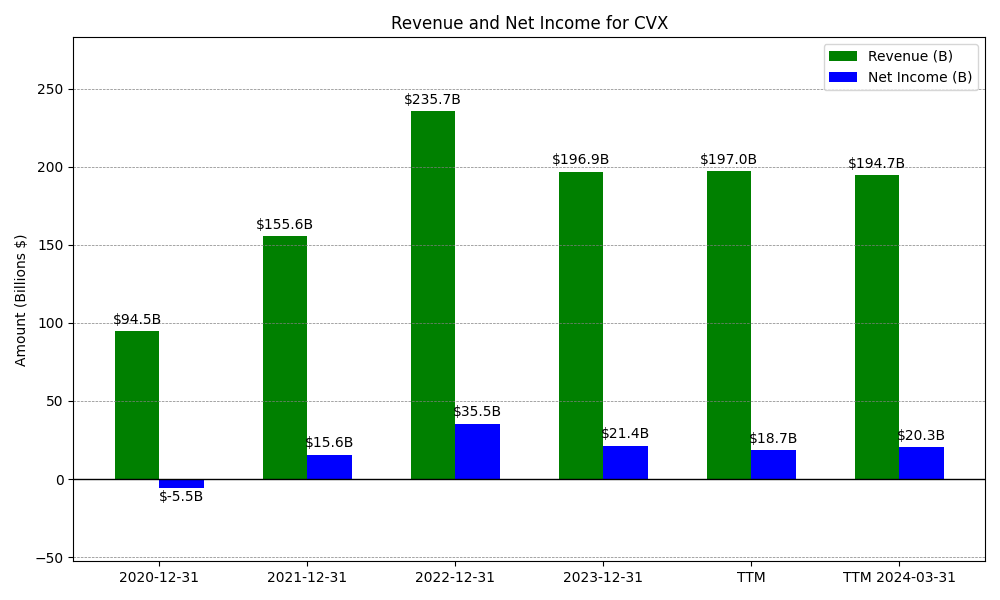 Revenue and Net Income for CVX
Revenue (B)
Net Income (B)
Amount (Billions $)
250
200
150
100
50
0
−50
$94.5B
$-5.5B
$155.6B
$15.6B
$235.7B
$35.5B
$196.9B
$21.4B
$197.0B
$18.7B
$194.7B
$20.3B
2020-12-31
2021-12-31
2022-12-31
2023-12-31
TTM
TTM 2024-03-31